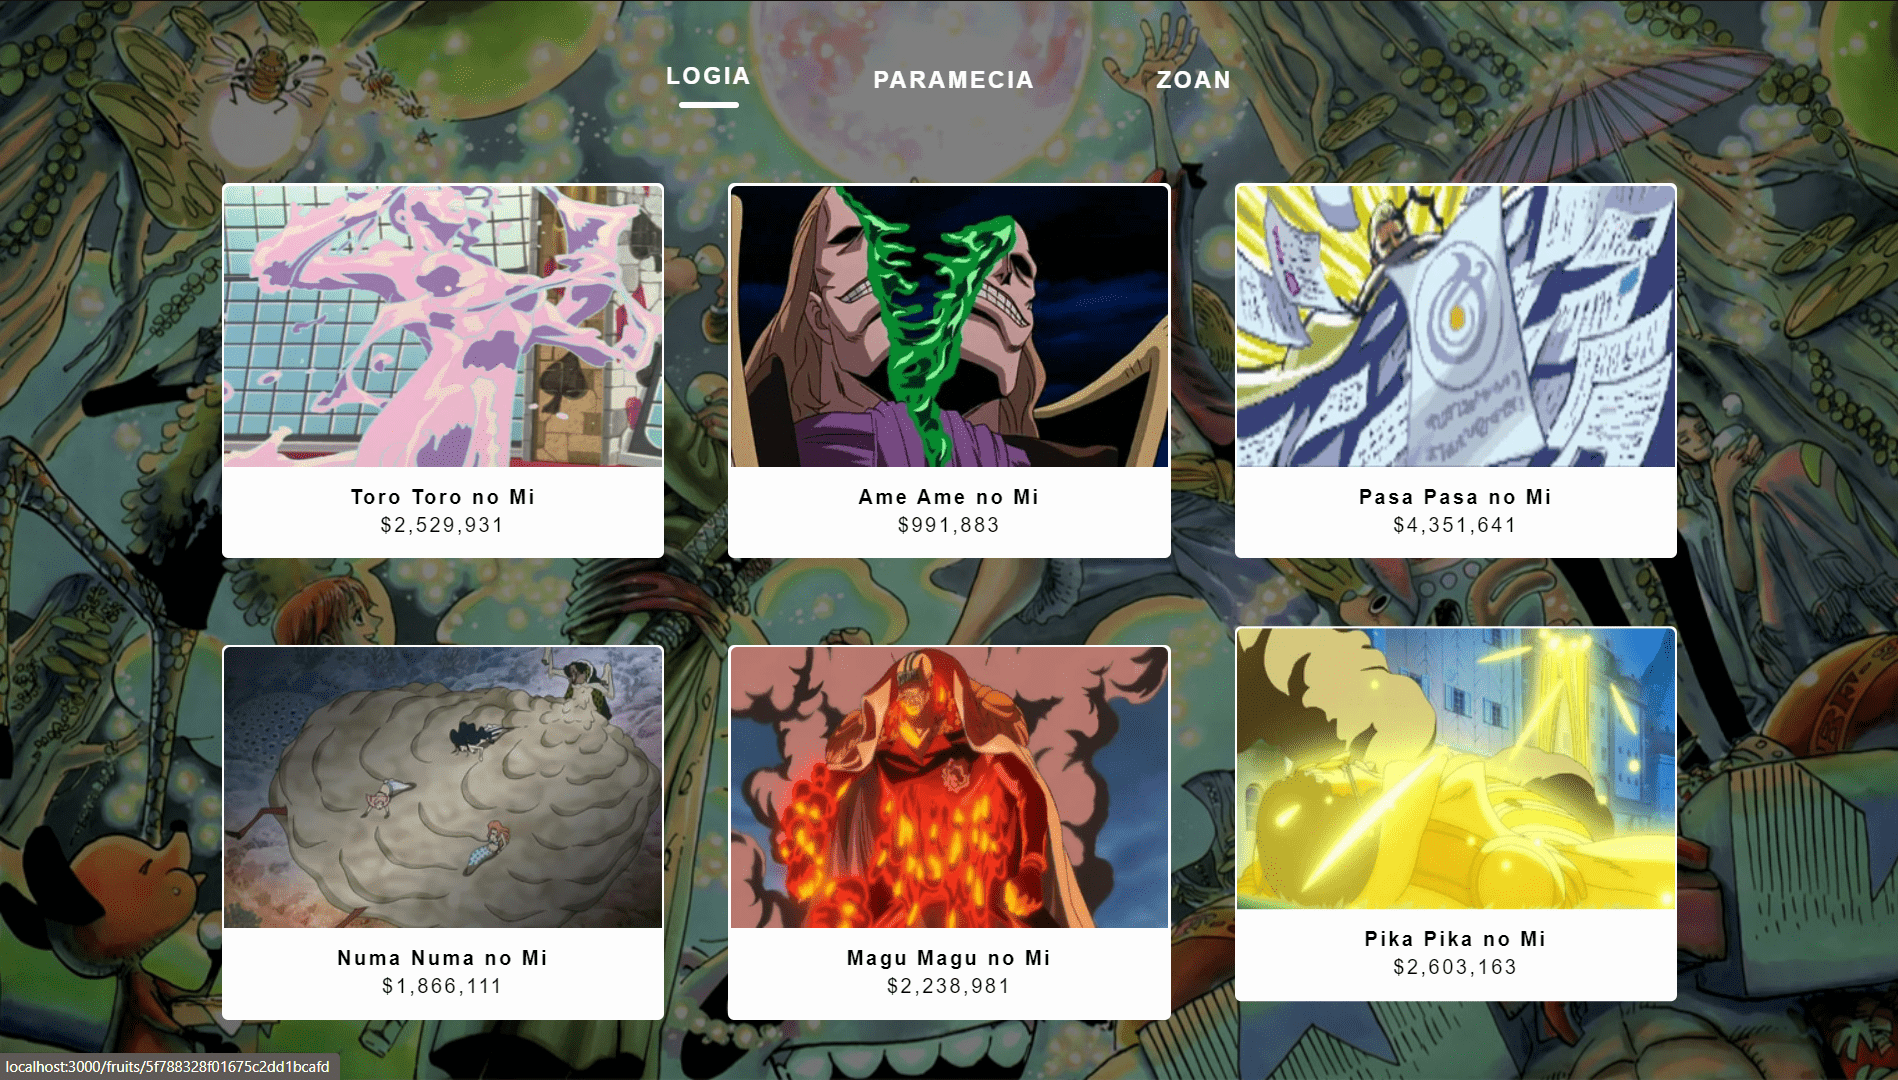 LOGIA
PARAMECIA
ZOAN
Toro Toro no Mi
$2,529,931
Ame Ame no Mi
$991,883
Pasa Pasa no Mi
$4,351,641
Numa Numa no Mi
$1,866,111
Magu Magu no Mi
$2,238,981
Pika Pika no Mi
$2,603,163
localhost:3000/fruits/5f788328f01675c2dd1bcafd